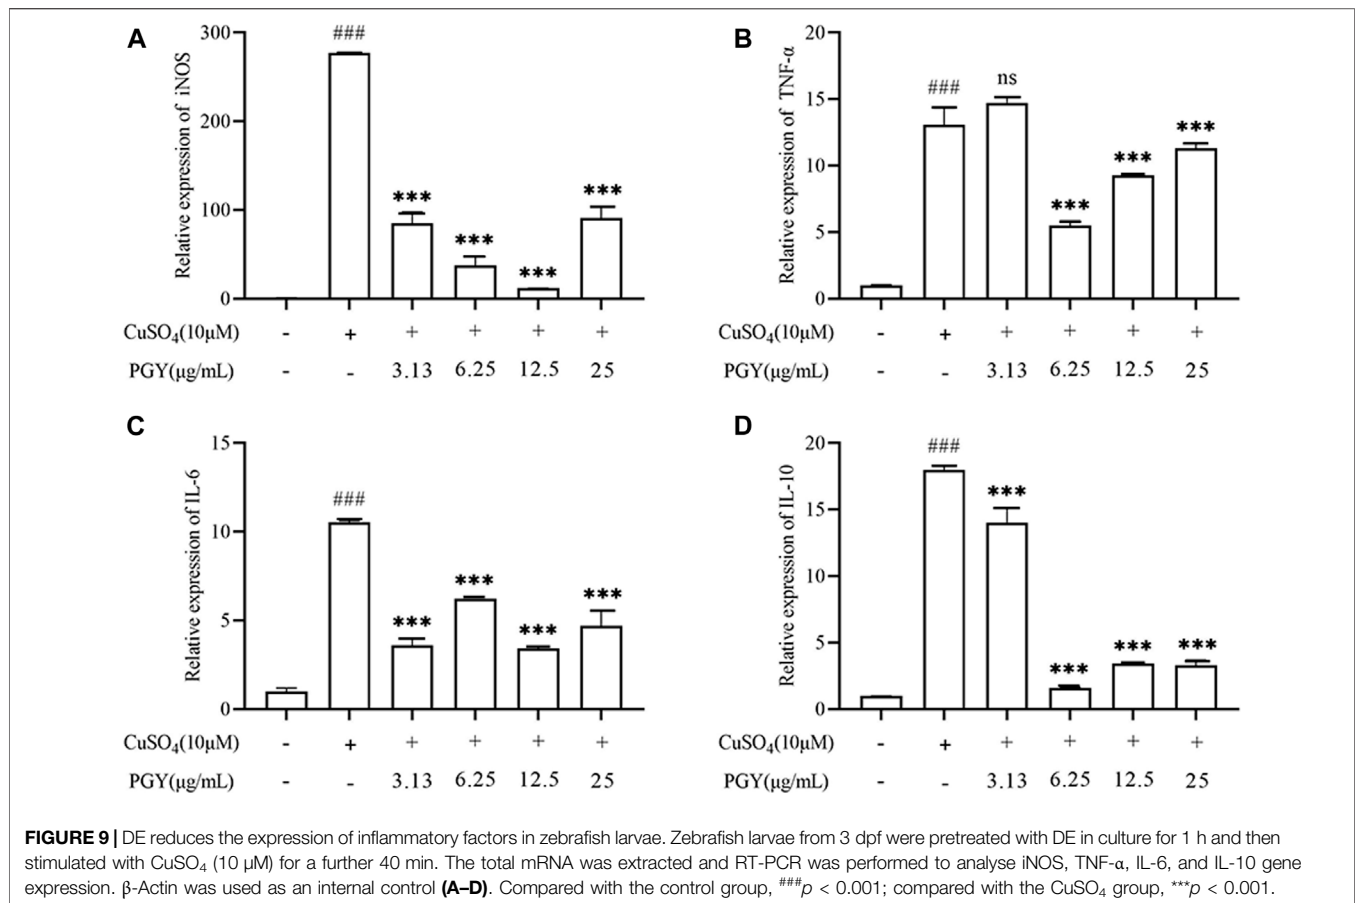 A
Relative expression of iNOS
300
200
100
0
###
***
***
***
***
CuSO₄(10μM) - + + + + +
PGY(μg/mL) - - 3.13 6.25 12.5 25
B
Relative expression of TNF-α
20
15
10
5
0
###
ns
***
***
***
CuSO₄(10μM) - + + + + +
PGY(μg/mL) - - 3.13 6.25 12.5 25
C
Relative expression of IL-6
15
10
5
0
###
***
***
***
***
CuSO₄(10μM) - + + + + +
PGY(μg/mL) - - 3.13 6.25 12.5 25
D
Relative expression of IL-10
20
15
10
5
0
###
***
***
***
***
CuSO₄(10μM) - + + + + +
PGY(μg/mL) - - 3.13 6.25 12.5 25
FIGURE 9 | DE reduces the expression of inflammatory factors in zebrafish larvae. Zebrafish larvae from 3 dpf were pretreated with DE in culture for 1 h and then
stimulated with CuSO₄ (10 µM) for a further 40 min. The total mRNA was extracted and RT-PCR was performed to analyse iNOS, TNF-α, IL-6, and IL-10 gene
expression. β-Actin was used as an internal control (A–D). Compared with the control group, ###p < 0.001; compared with the CuSO₄ group, ***p < 0.001.